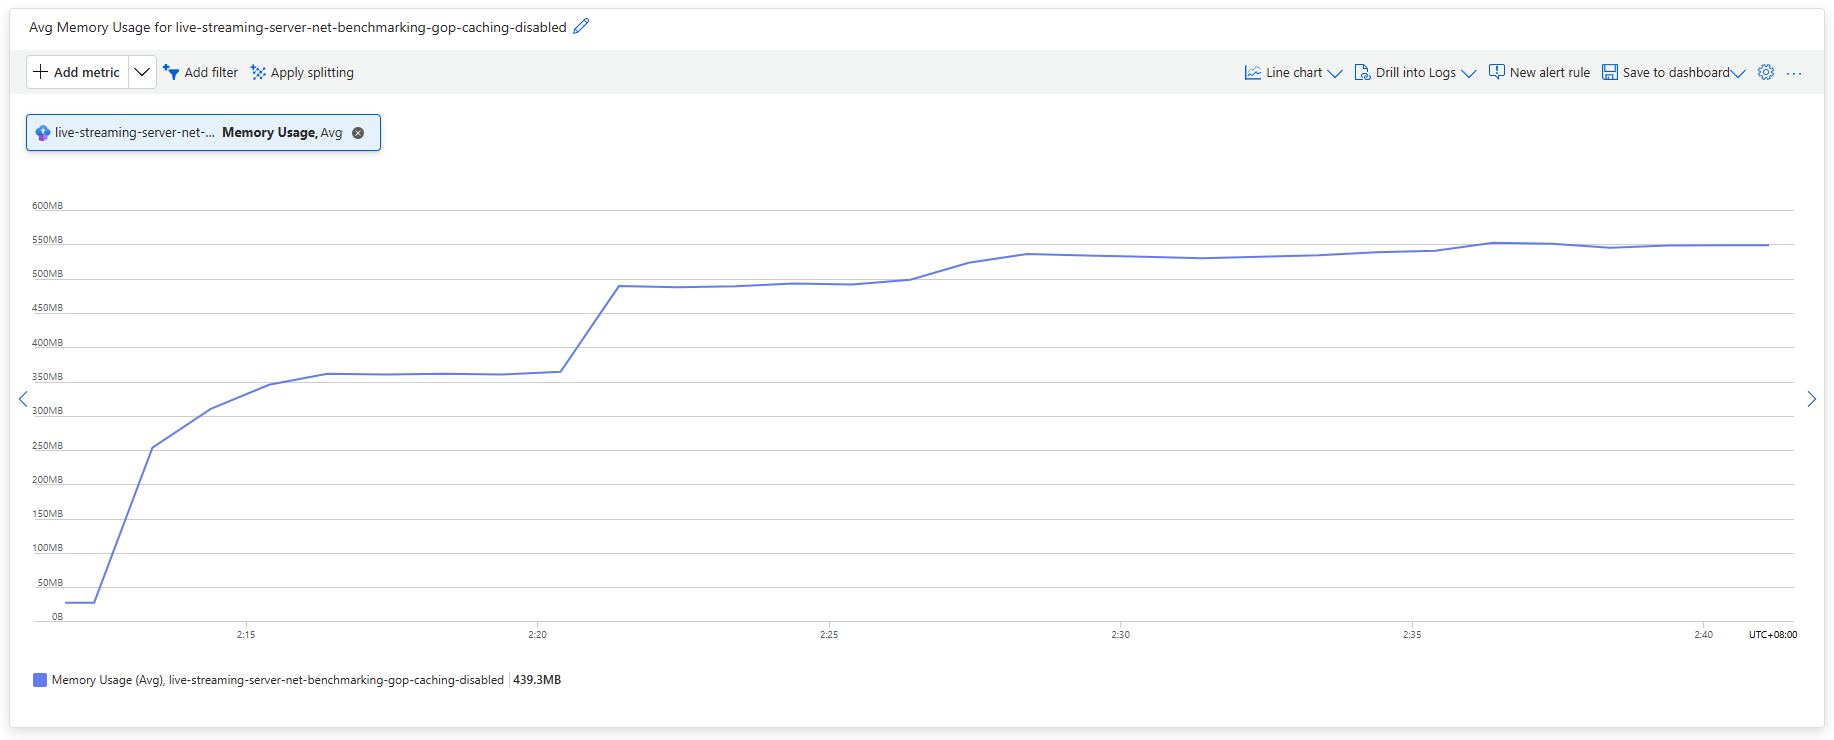 Avg Memory Usage for live-streaming-server-net-benchmarking-gop-caching-disabled
Add metric Add filter Apply splitting Line chart Drill into Logs New alert rule Save to dashboard ...
live-streaming-server-net-... Memory Usage, Avg
600MB
550MB
500MB
450MB
400MB
350MB
300MB
250MB
200MB
150MB
100MB
50MB
0B
2:15 2:20 2:25 2:30 2:35 2:40 UTC+08:00
Memory Usage (Avg), live-streaming-server-net-benchmarking-gop-caching-disabled 439.3MB